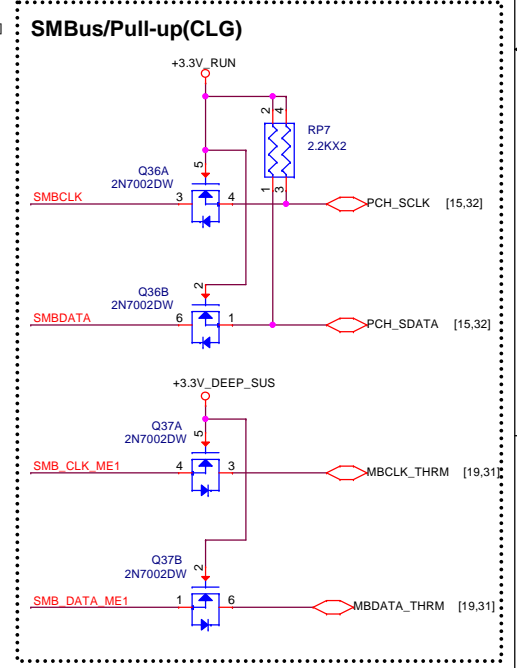 SMBus/Pull-up(CLG)
+3.3V_RUN
2 4
RP7
2.2KX2
1 3
Q36A
2N7002DW
5
SMBCLK 3 4 PCH_SCLK [15,32]
Q36B
2N7002DW
2
SMBDATA 6 1 PCH_SDATA [15,32]
+3.3V_DEEP_SUS
Q37A
2N7002DW
5
SMB_CLK_ME1 4 3 MBCLK_THRM [19,31]
Q37B
2N7002DW
2
SMB_DATA_ME1 1 6 MBDATA_THRM [19,31]